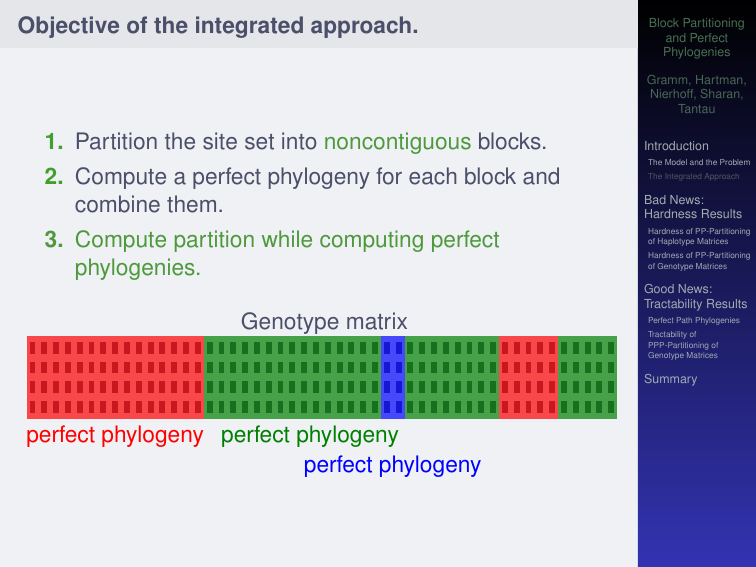 Objective of the integrated approach.
1. Partition the site set into noncontiguous blocks.
2. Compute a perfect phylogeny for each block and
combine them.
3. Compute partition while computing perfect
phylogenies.
Genotype matrix
perfect phylogeny perfect phylogeny
perfect phylogeny
Block Partitioning
and Perfect
Phylogenies
Gramm, Hartman,
Nierhoff, Sharan,
Tantau
Introduction
The Model and the Problem
The Integrated Approach
Bad News:
Hardness Results
Hardness of PP-Partitioning
of Haplotype Matrices
Hardness of PP-Partitioning
of Genotype Matrices
Good News:
Tractability Results
Perfect Path Phylogenies
Tractability of
PPP-Partitioning of
Genotype Matrices
Summary